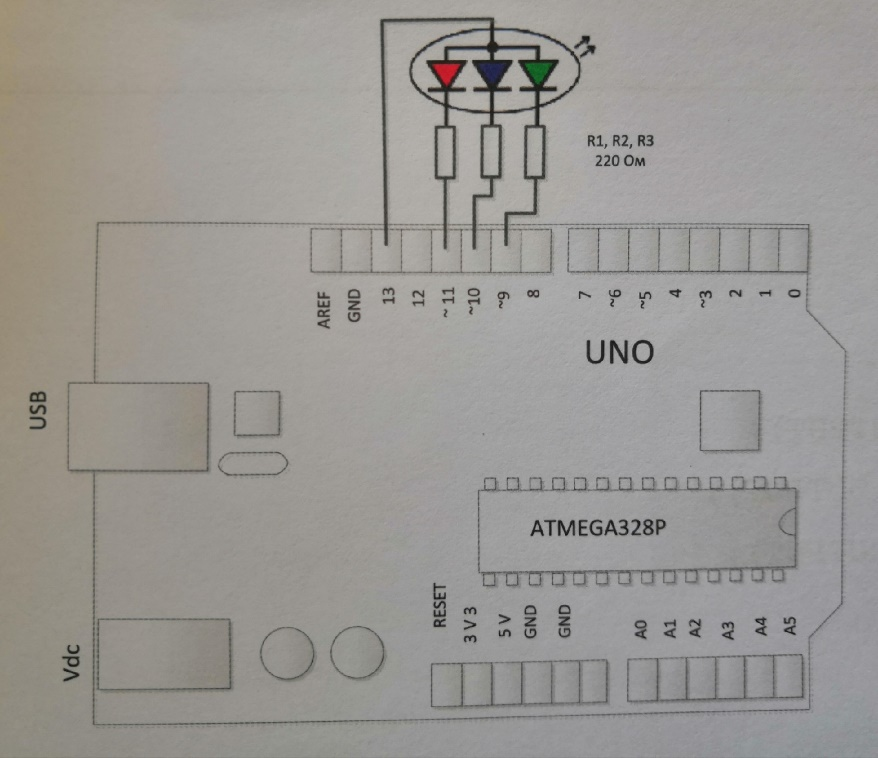 R1, R2, R3
220 Ом
AREF
GND
13
12
~11
~10
~9
8
7
~6
~5
4
~3
2
1
0
UNO
USB
ATMEGA328P
RESET
3 V 3
5 V
GND
GND
A0
A1
A2
A3
A4
A5
Vdc